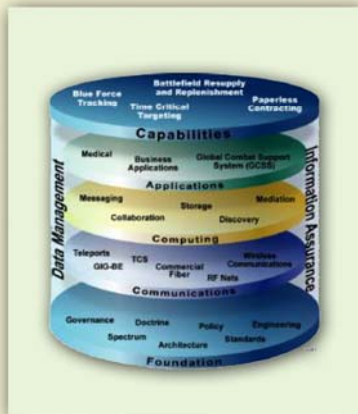 Battlefield Resupply
and Replenishment
Blue Force
Tracking
Paperless
Contracting
Time Critical
Targeting
Capabilities
Medical
Business
Applications
Global Combat Support
System (GCSS)
Applications
Messaging
Storage
Mediation
Collaboration
Discovery
Computing
Teleports
TCS
Wireless
Communications
GIG-BE
Commercial
Fiber
RF Nets
Communications
Governance
Doctrine
Policy
Engineering
Spectrum
Architecture
Standards
Foundation
Data Management
Information Assurance